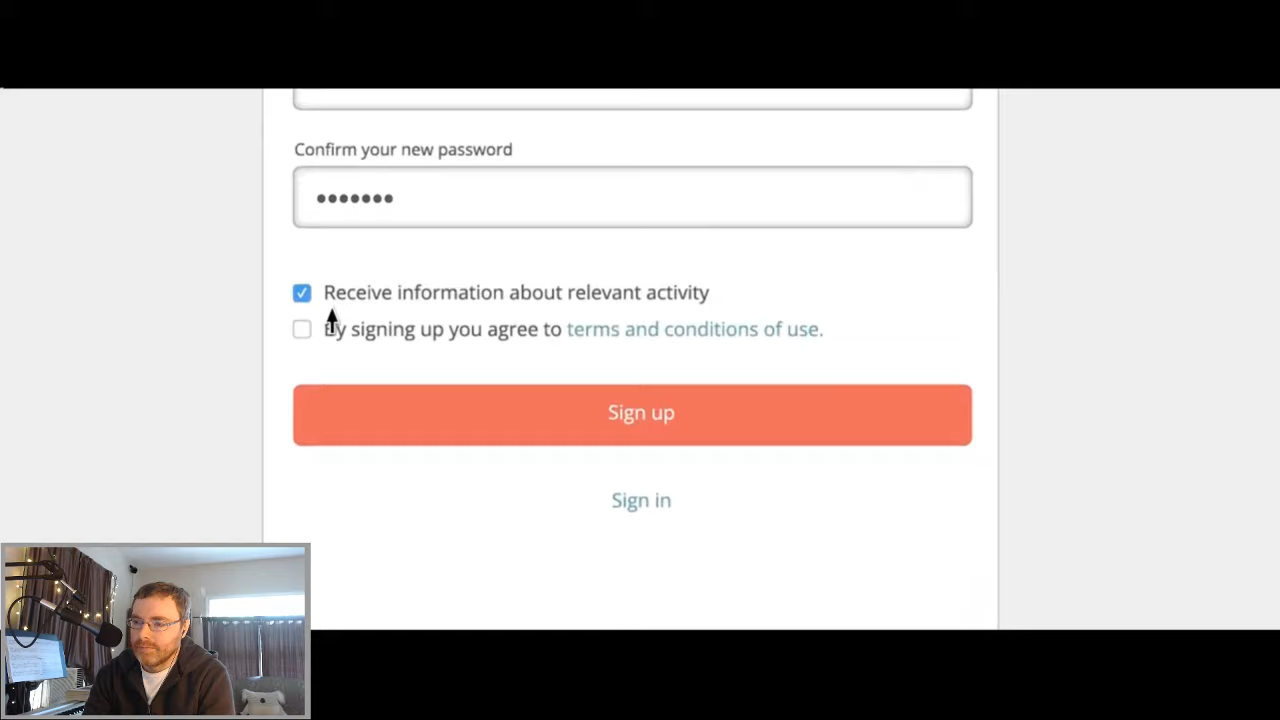 Confirm your new password
•••••••
Receive information about relevant activity
By signing up you agree to terms and conditions of use.
Sign up
Sign in